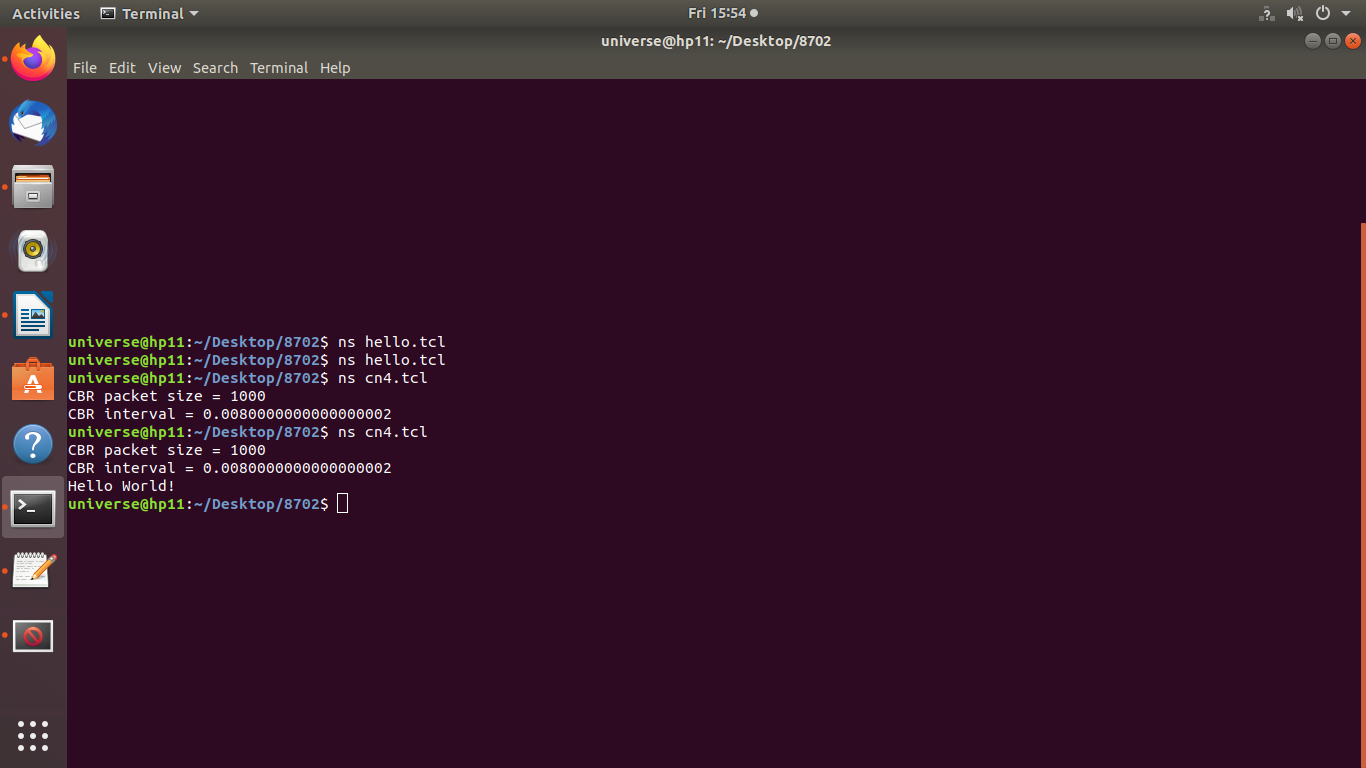 Activities Terminal Fri 15:54
universe@hp11: ~/Desktop/8702
File Edit View Search Terminal Help
universe@hp11:~/Desktop/8702$ ns hello.tcl
universe@hp11:~/Desktop/8702$ ns hello.tcl
universe@hp11:~/Desktop/8702$ ns cn4.tcl
CBR packet size = 1000
CBR interval = 0.0080000000000000002
universe@hp11:~/Desktop/8702$ ns cn4.tcl
CBR packet size = 1000
CBR interval = 0.0080000000000000002
Hello World!
universe@hp11:~/Desktop/8702$